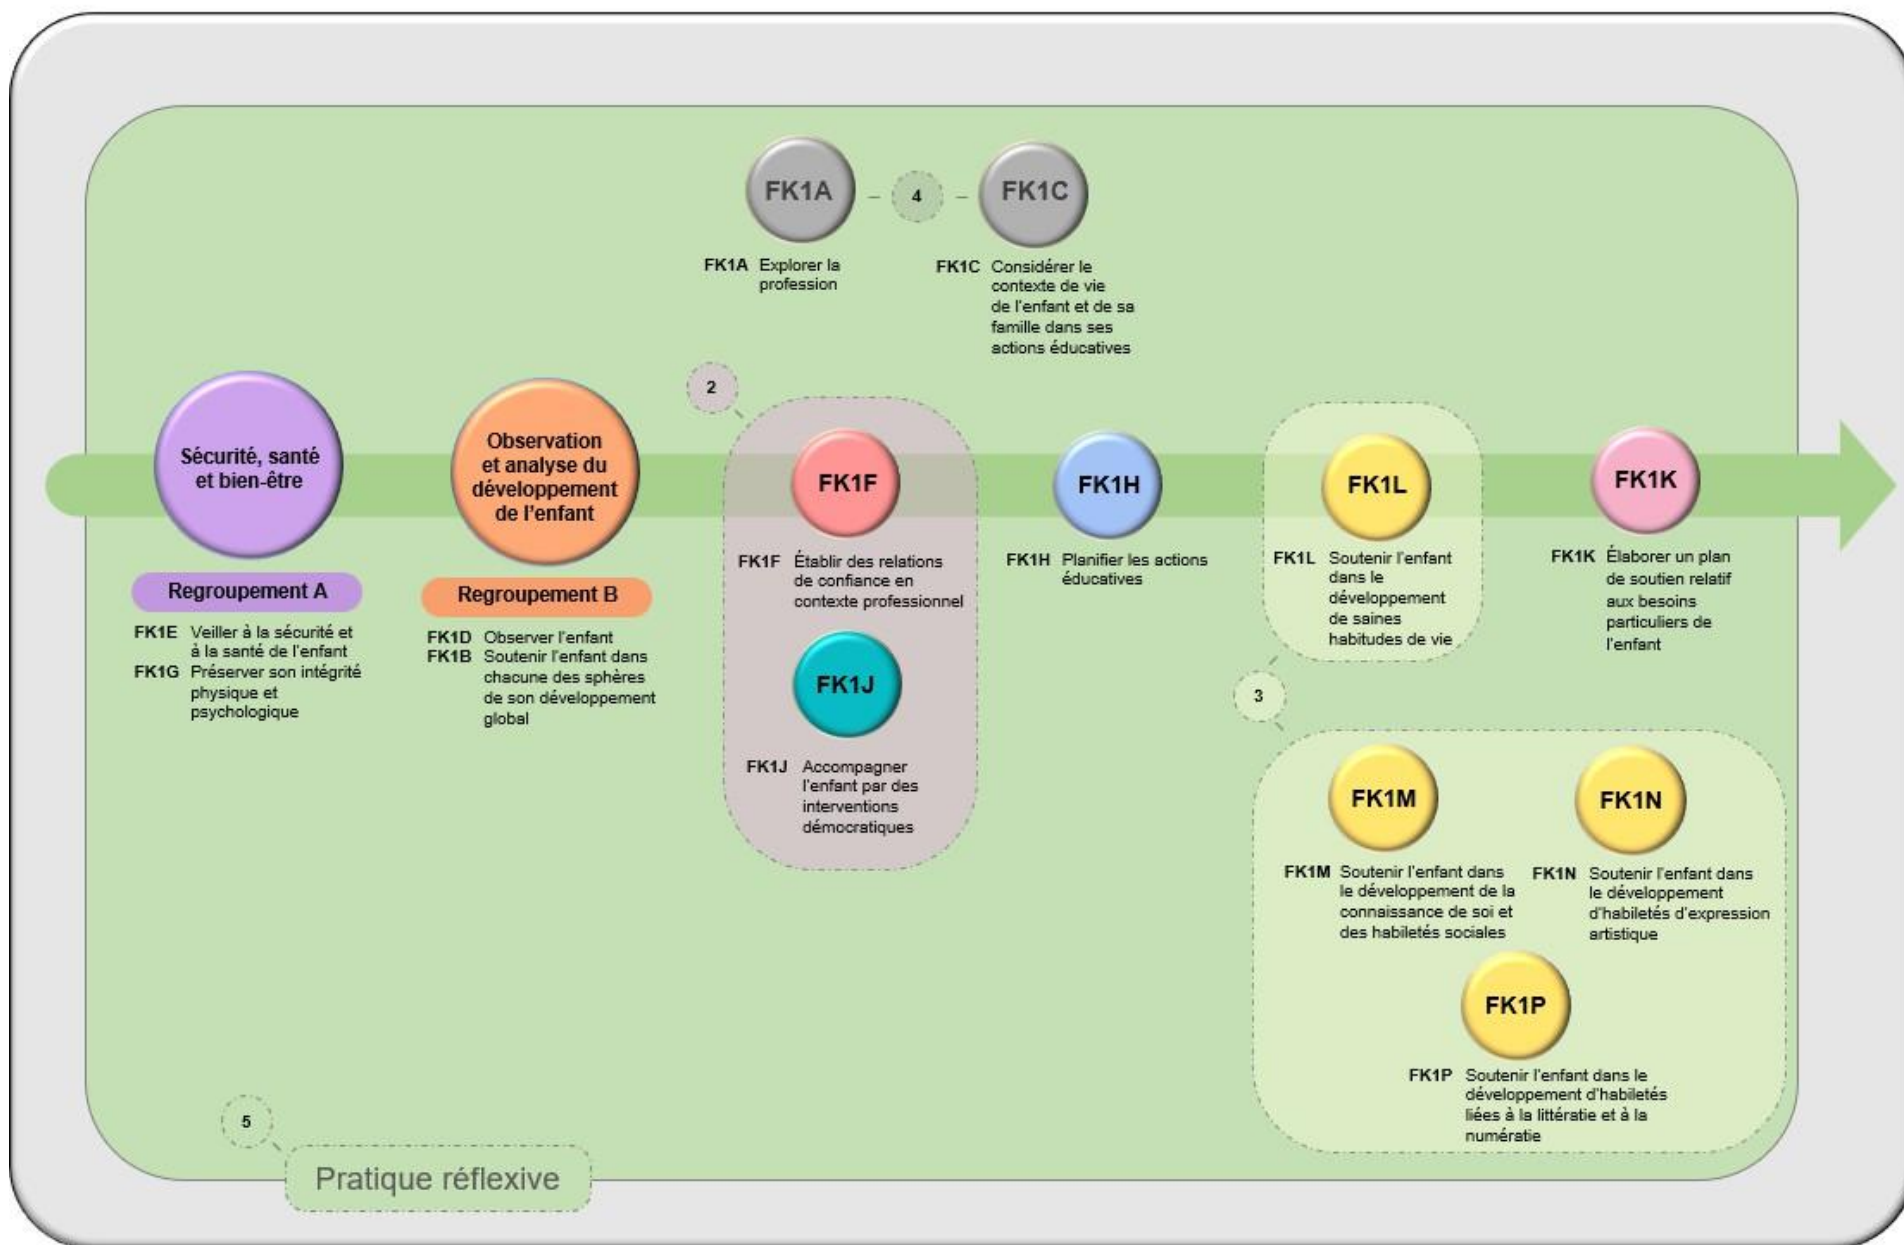 FK1A
4
FK1C
FK1A Explorer la
profession
FK1C Considérer le
contexte de vie
de l'enfant et de sa
famille dans ses
actions éducatives
Sécurité, santé
et bien-être
Regroupement A
FK1E Veiller à la sécurité et
à la santé de l'enfant
FK1G Préserver son intégrité
physique et
psychologique
Observation
et analyse du
développement
de l'enfant
Regroupement B
FK1D Observer l'enfant
FK1B Soutenir l'enfant dans
chacune des sphères
de son développement
global
2
FK1F
FK1F Établir des relations
de confiance en
contexte professionnel
FK1J
FK1J Accompagner
l'enfant par des
interventions
démocratiques
FK1H
FK1H Planifier les actions
éducatives
FK1L
FK1L Soutenir l'enfant
dans le
développement
de saines
habitudes de vie
FK1K
FK1K Élaborer un plan
de soutien relatif
aux besoins
particuliers de
l'enfant
3
FK1M
FK1M Soutenir l'enfant dans
le développement de la
connaissance de soi et
des habiletés sociales
FK1N
FK1N Soutenir l'enfant dans
le développement
d'habiletés d'expression
artistique
FK1P
FK1P Soutenir l'enfant dans le
développement d'habiletés
liées à la littératie et à la
numératie
5
Pratique réflexive